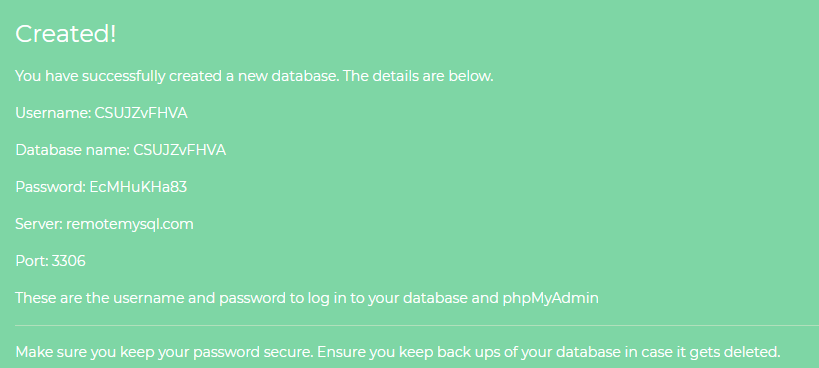 Created!
You have successfully created a new database. The details are below.
Username: CSUJZvFHVA
Database name: CSUJZvFHVA
Password: EcMHuKHa83
Server: remotemysql.com
Port: 3306
These are the username and password to log in to your database and phpMyAdmin
Make sure you keep your password secure. Ensure you keep back ups of your database in case it gets deleted.